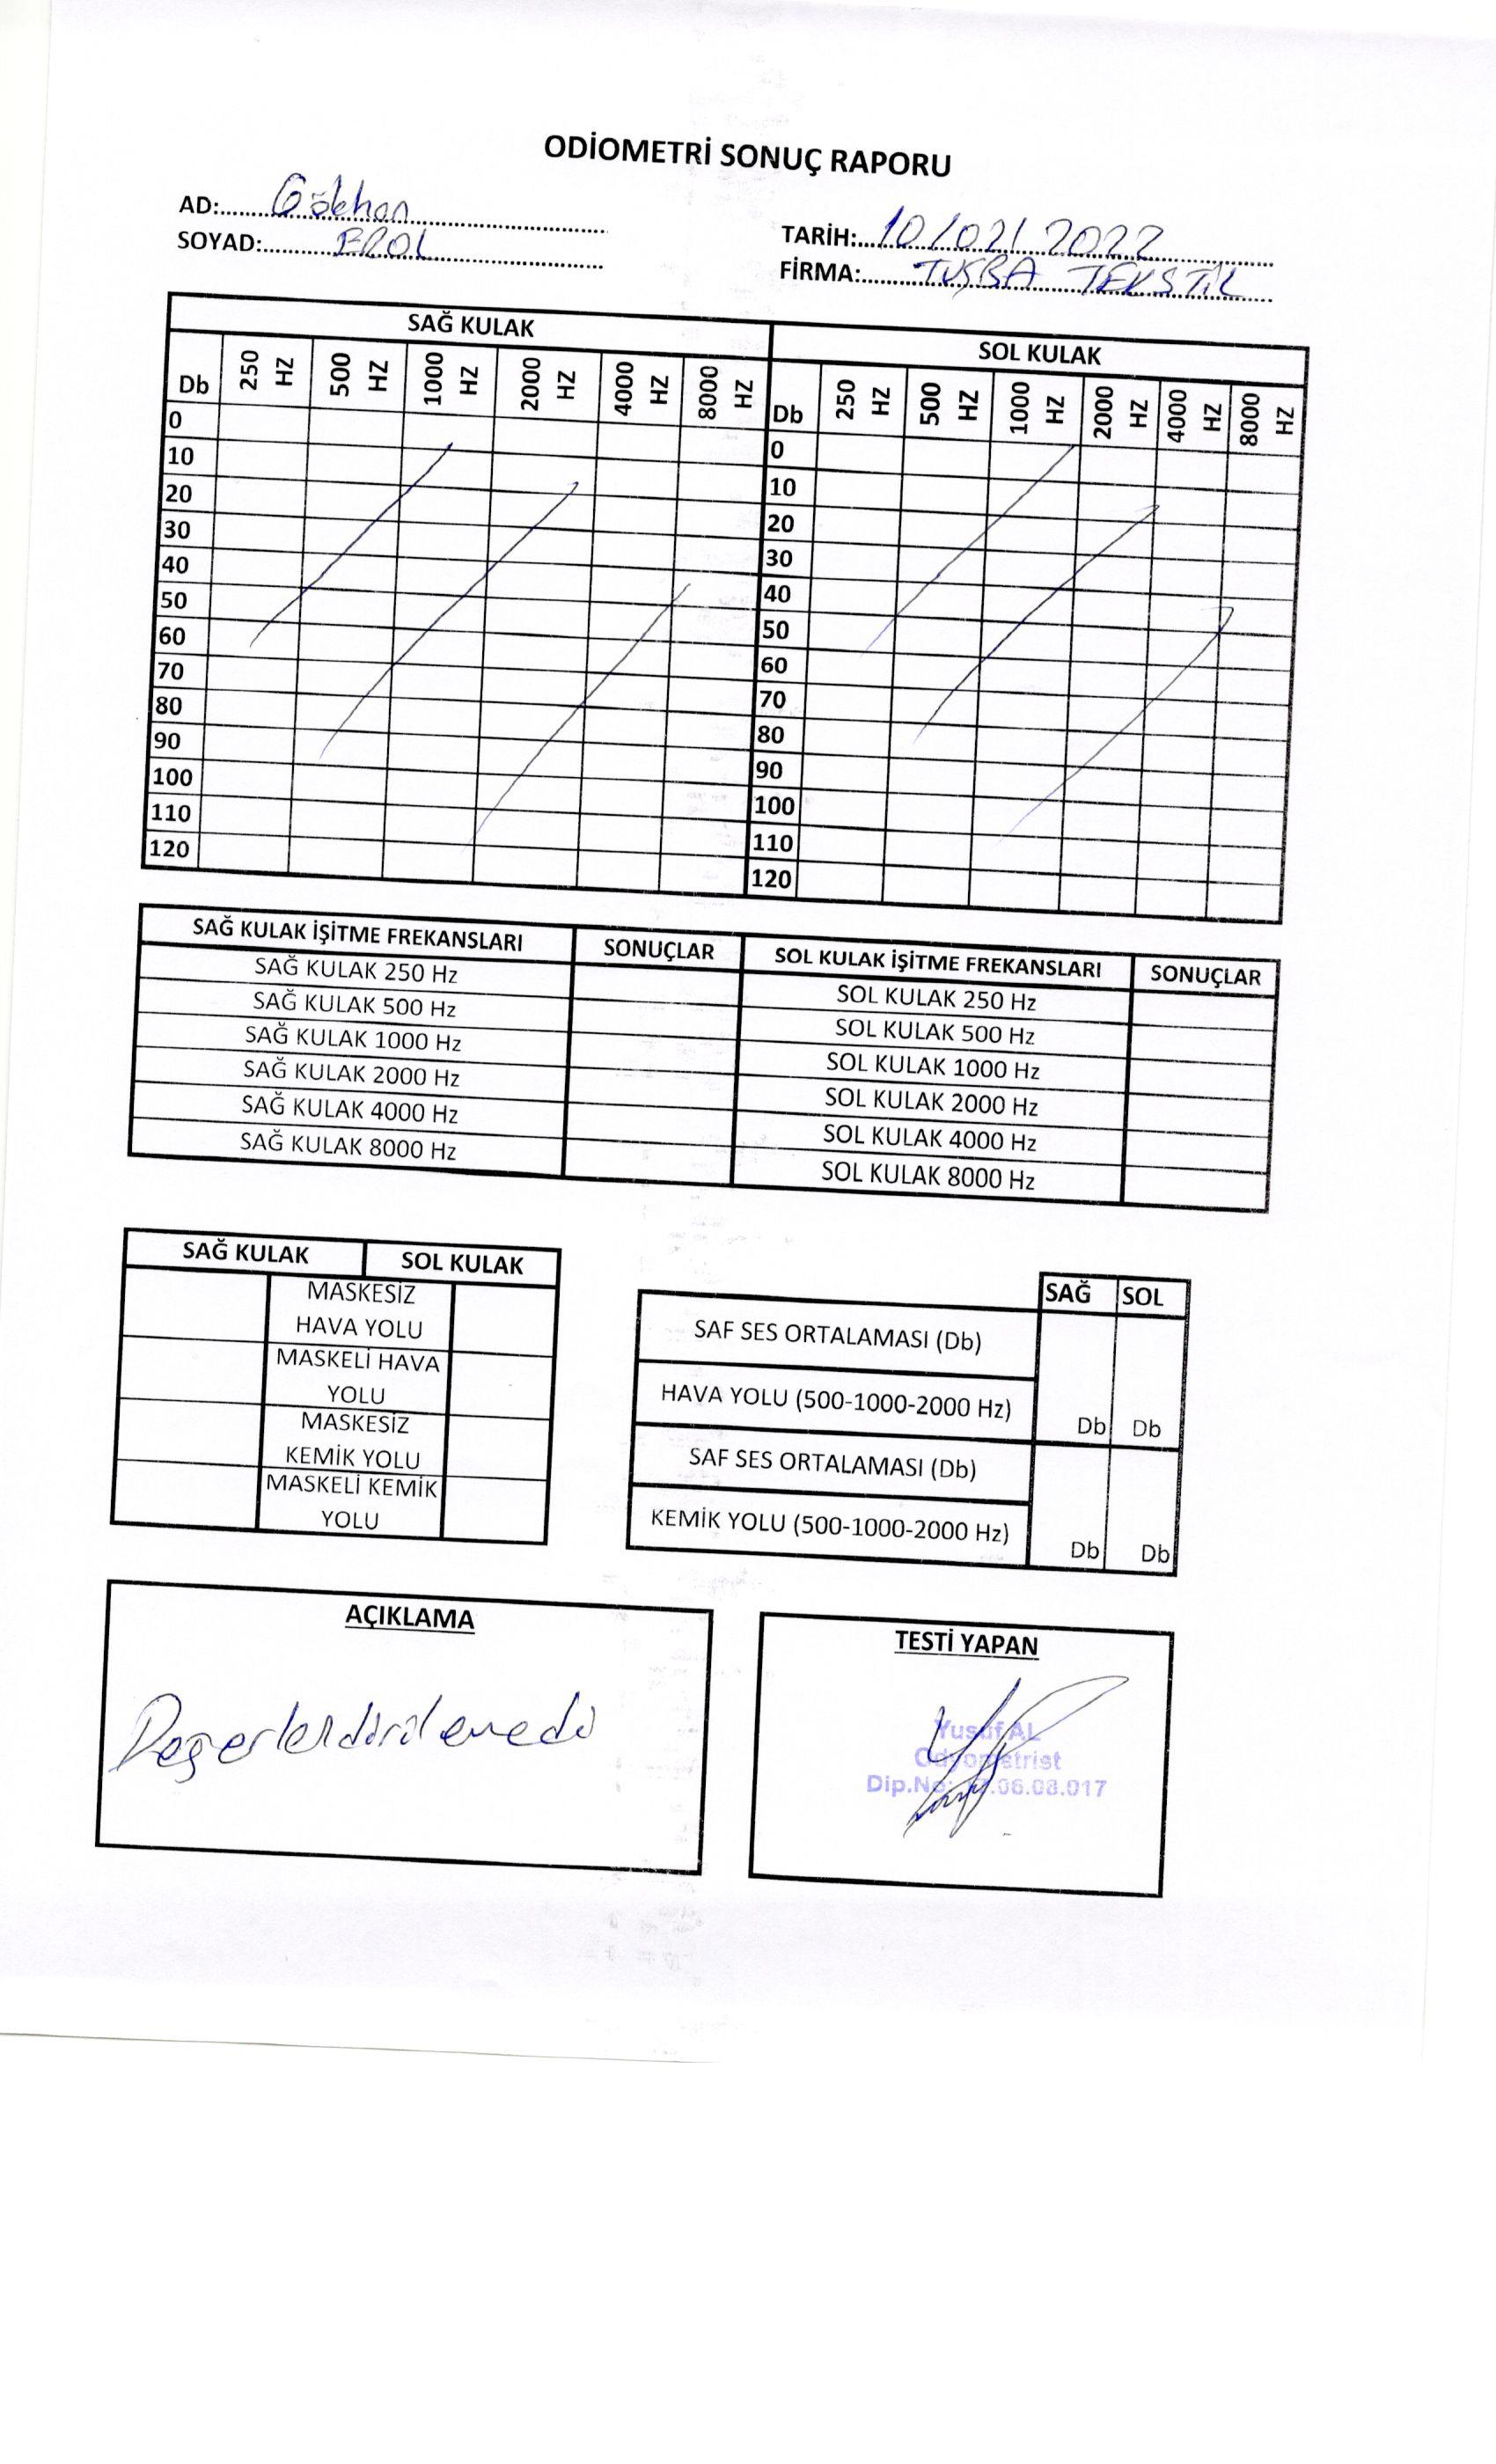 ODİOMETRİ SONUÇ RAPORU
AD: Gökhan
SOYAD: EROL
TARİH: 10/02/2022
FİRMA: TUŞBA TEKSTİL
SAĞ KULAK SOL KULAK
Db 250 HZ 500 HZ 1000 HZ 2000 HZ 4000 HZ 8000 HZ Db 250 HZ 500 HZ 1000 HZ 2000 HZ 4000 HZ 8000 HZ
0 0
10 10
20 20
30 30
40 40
50 50
60 60
70 70
80 80
90 90
100 100
110 110
120 120
SAĞ KULAK İŞİTME FREKANSLARI SONUÇLAR SOL KULAK İŞİTME FREKANSLARI SONUÇLAR
SAĞ KULAK 250 Hz SOL KULAK 250 Hz
SAĞ KULAK 500 Hz SOL KULAK 500 Hz
SAĞ KULAK 1000 Hz SOL KULAK 1000 Hz
SAĞ KULAK 2000 Hz SOL KULAK 2000 Hz
SAĞ KULAK 4000 Hz SOL KULAK 4000 Hz
SAĞ KULAK 8000 Hz SOL KULAK 8000 Hz
SAĞ KULAK SOL KULAK
MASKESİZ
HAVA YOLU
MASKELİ HAVA
YOLU
MASKESİZ
KEMİK YOLU
MASKELİ KEMİK
YOLU
SAĞ SOL
SAF SES ORTALAMASI (Db)
HAVA YOLU (500-1000-2000 Hz) Db Db
SAF SES ORTALAMASI (Db)
KEMİK YOLU (500-1000-2000 Hz) Db Db
AÇIKLAMA
Değerlendirilemedi
TESTİ YAPAN
Yusuf AL
Odyometrist
Dip.No: .06.08.017